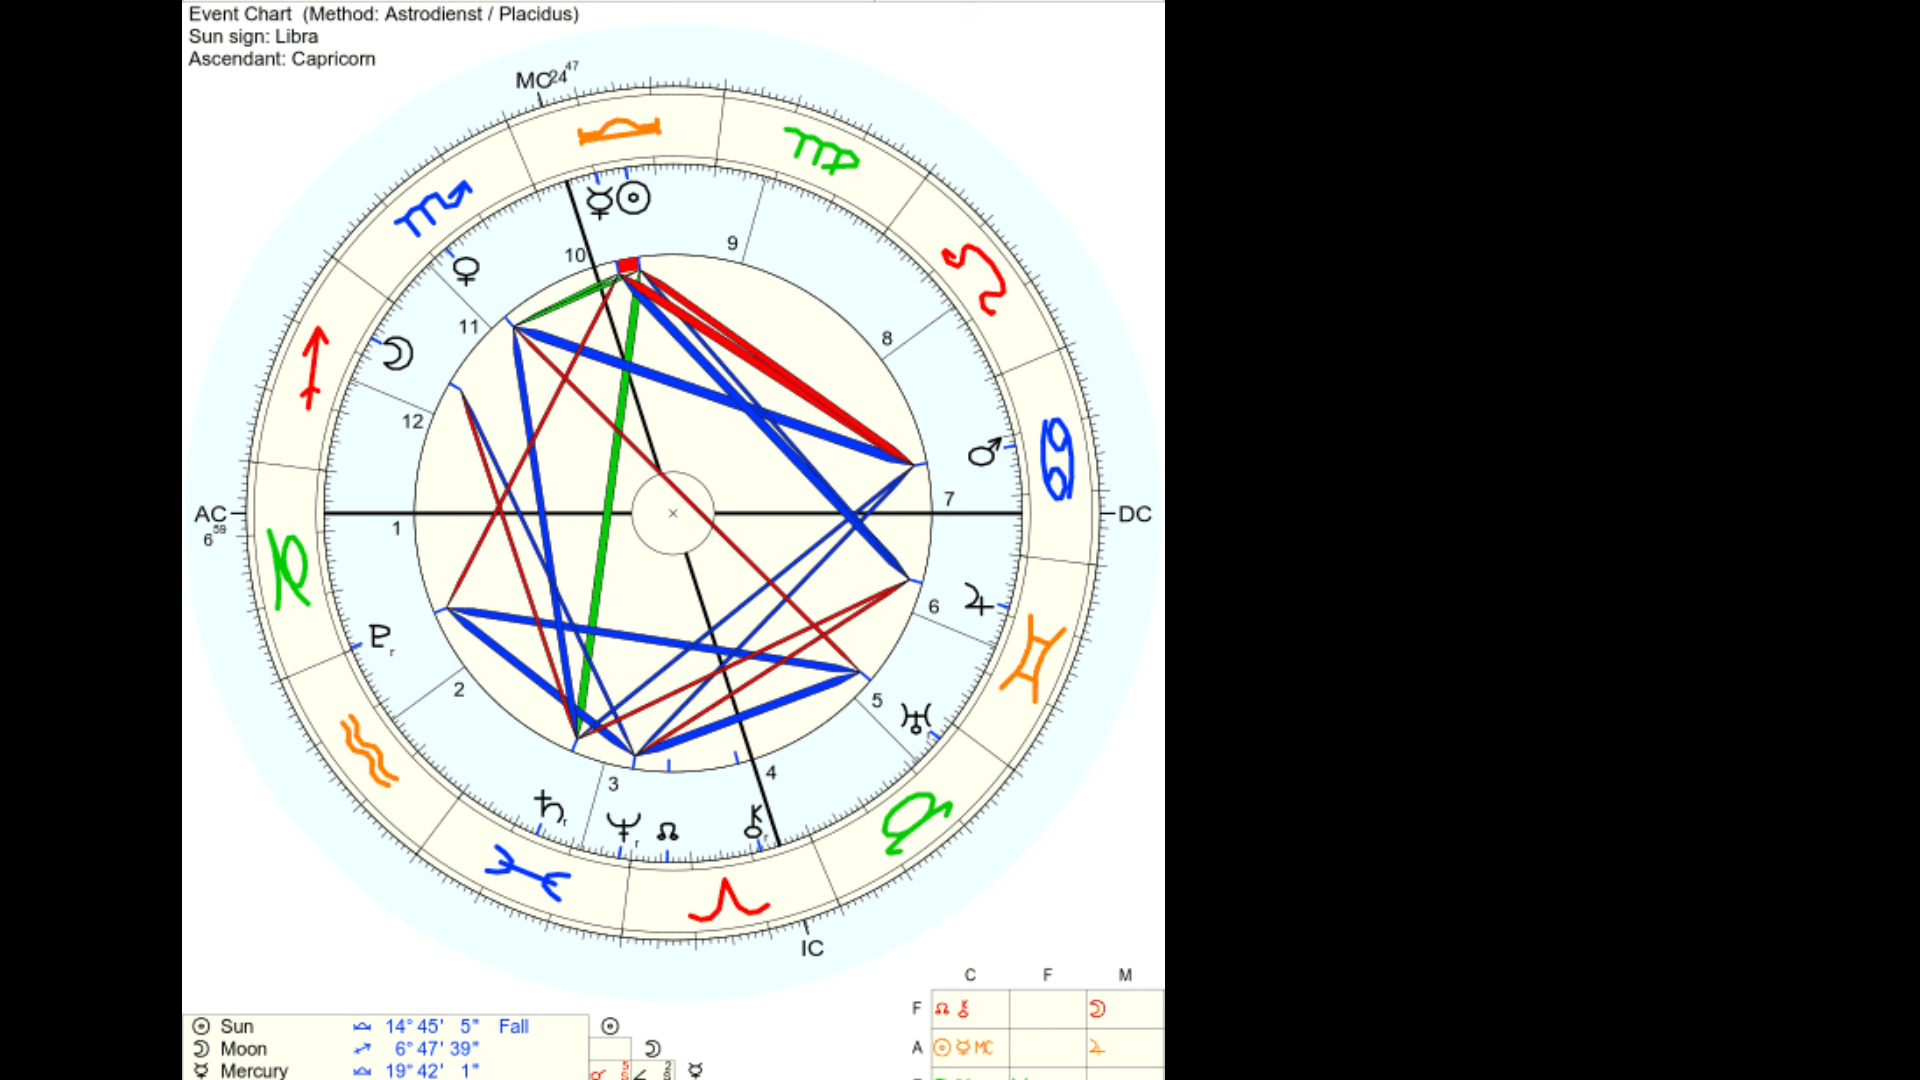 Event Chart (Method: Astrodienst / Placidus)
Sun sign: Libra
Ascendant: Capricorn
MC 24 47
10
9
11
8
12
AC
6 59
1
7
DC
6
2
5
3
4
IC
r
r
r
r
r
C F M
F
A MC
Sun 14° 45' 5" Fall
Moon 6° 47' 39"
Mercury 19° 42' 1"